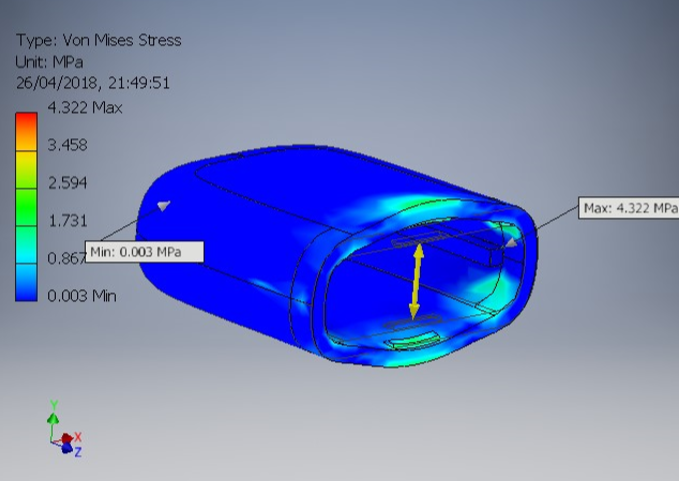 Type: Von Mises Stress
Unit: MPa
26/04/2018, 21:49:51
4.322 Max
3.458
2.594
1.731
0.867
0.003 Min
Min: 0.003 MPa
Max: 4.322 MPa
Y
X
Z